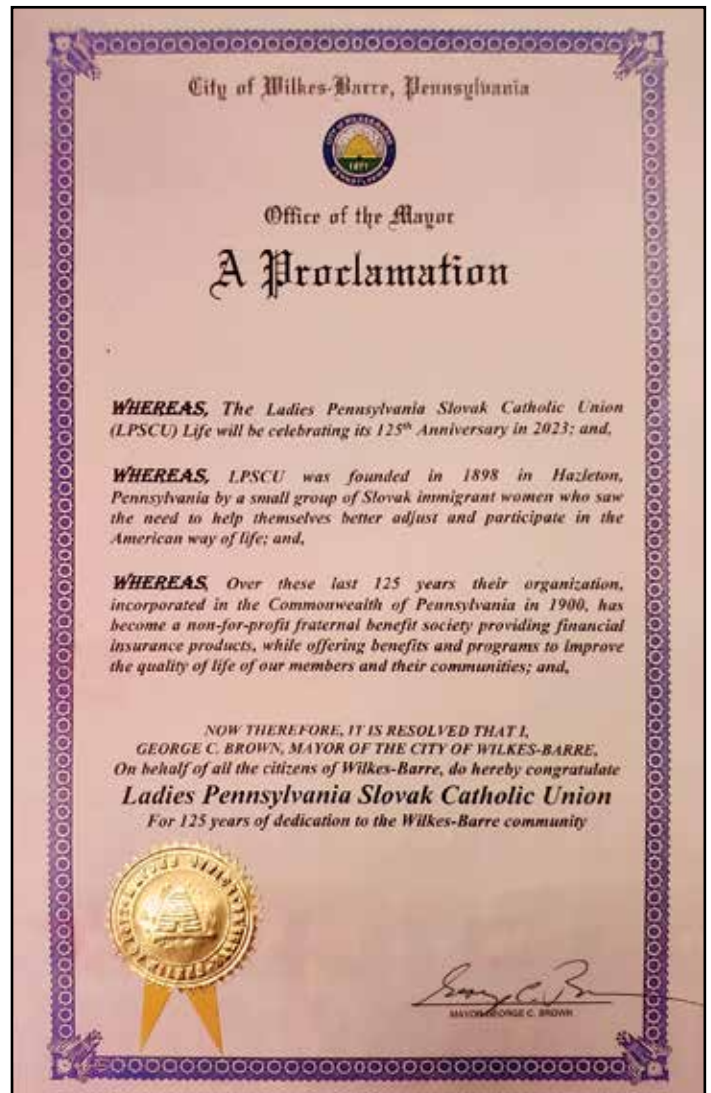 City of Wilkes-Barre, Pennsylvania
CITY OF WILKES-BARRE
1871
PENNSYLVANIA
Office of the Mayor
A Proclamation
WHEREAS, The Ladies Pennsylvania Slovak Catholic Union
(LPSCU) Life will be celebrating its 125th Anniversary in 2023; and,
WHEREAS, LPSCU was founded in 1898 in Hazleton,
Pennsylvania by a small group of Slovak immigrant women who saw
the need to help themselves better adjust and participate in the
American way of life; and,
WHEREAS, Over these last 125 years their organization,
incorporated in the Commonwealth of Pennsylvania in 1900, has
become a non-for-profit fraternal benefit society providing financial
insurance products, while offering benefits and programs to improve
the quality of life of our members and their communities; and,
NOW THEREFORE, IT IS RESOLVED THAT I,
GEORGE C. BROWN, MAYOR OF THE CITY OF WILKES-BARRE,
On behalf of all the citizens of Wilkes-Barre, do hereby congratulate
Ladies Pennsylvania Slovak Catholic Union
For 125 years of dedication to the Wilkes-Barre community
MAYOR GEORGE C. BROWN